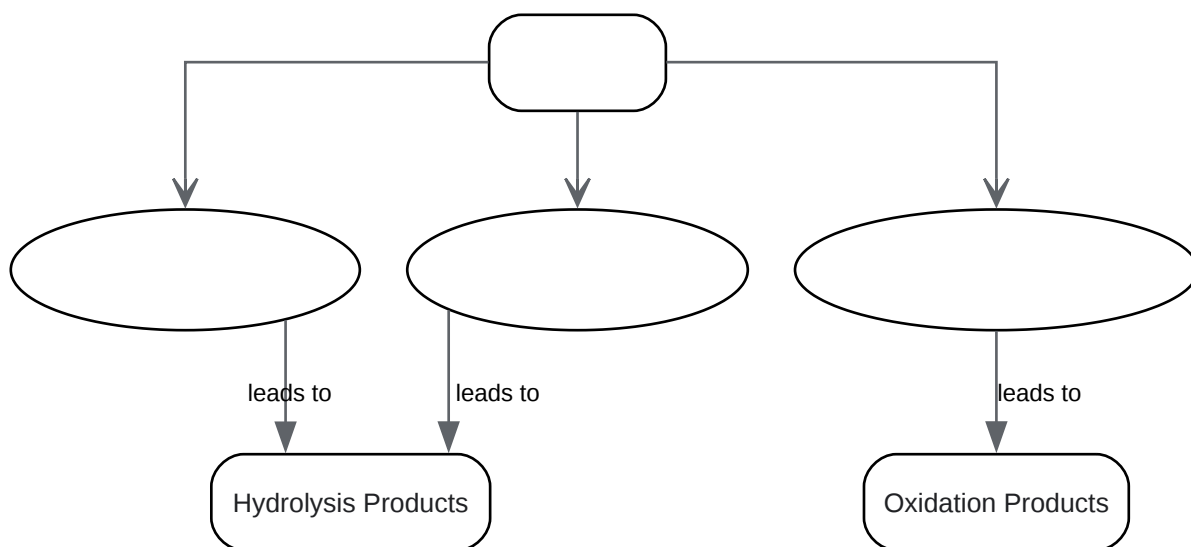 leads to
leads to
leads to
Hydrolysis Products
Oxidation Products